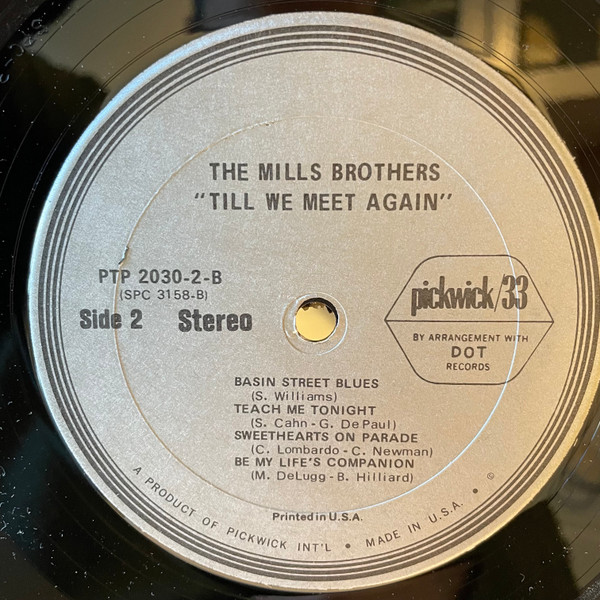 THE MILLS BROTHERS
"TILL WE MEET AGAIN"
PTP 2030-2-B
(SPC 3158-B)
Side 2 Stereo
pickwick/33
BY ARRANGEMENT WITH
DOT
RECORDS
BASIN STREET BLUES
(S. Williams)
TEACH ME TONIGHT
(S. Cahn - G. De Paul)
SWEETHEARTS ON PARADE
(C. Lombardo - C. Newman)
BE MY LIFE'S COMPANION
(M. DeLugg - B. Hilliard)
Printed in U.S.A.
A PRODUCT OF PICKWICK INT'L • MADE IN U.S.A. • ©